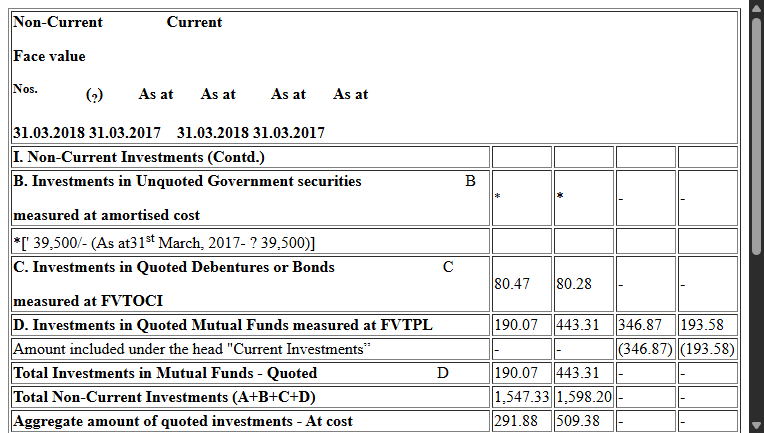 Non-Current Current
Face value
Nos. (?) As at As at As at As at
31.03.2018 31.03.2017 31.03.2018 31.03.2017
I. Non-Current Investments (Contd.)
B. Investments in Unquoted Government securities B
measured at amortised cost * * - -
*[' 39,500/- (As at31st March, 2017- ? 39,500)]
C. Investments in Quoted Debentures or Bonds C
measured at FVTOCI 80.47 80.28 - -
D. Investments in Quoted Mutual Funds measured at FVTPL 190.07 443.31 346.87 193.58
Amount included under the head "Current Investments” - - (346.87) (193.58)
Total Investments in Mutual Funds - Quoted D 190.07 443.31 - -
Total Non-Current Investments (A+B+C+D) 1,547.33 1,598.20 - -
Aggregate amount of quoted investments - At cost 291.88 509.38 - -